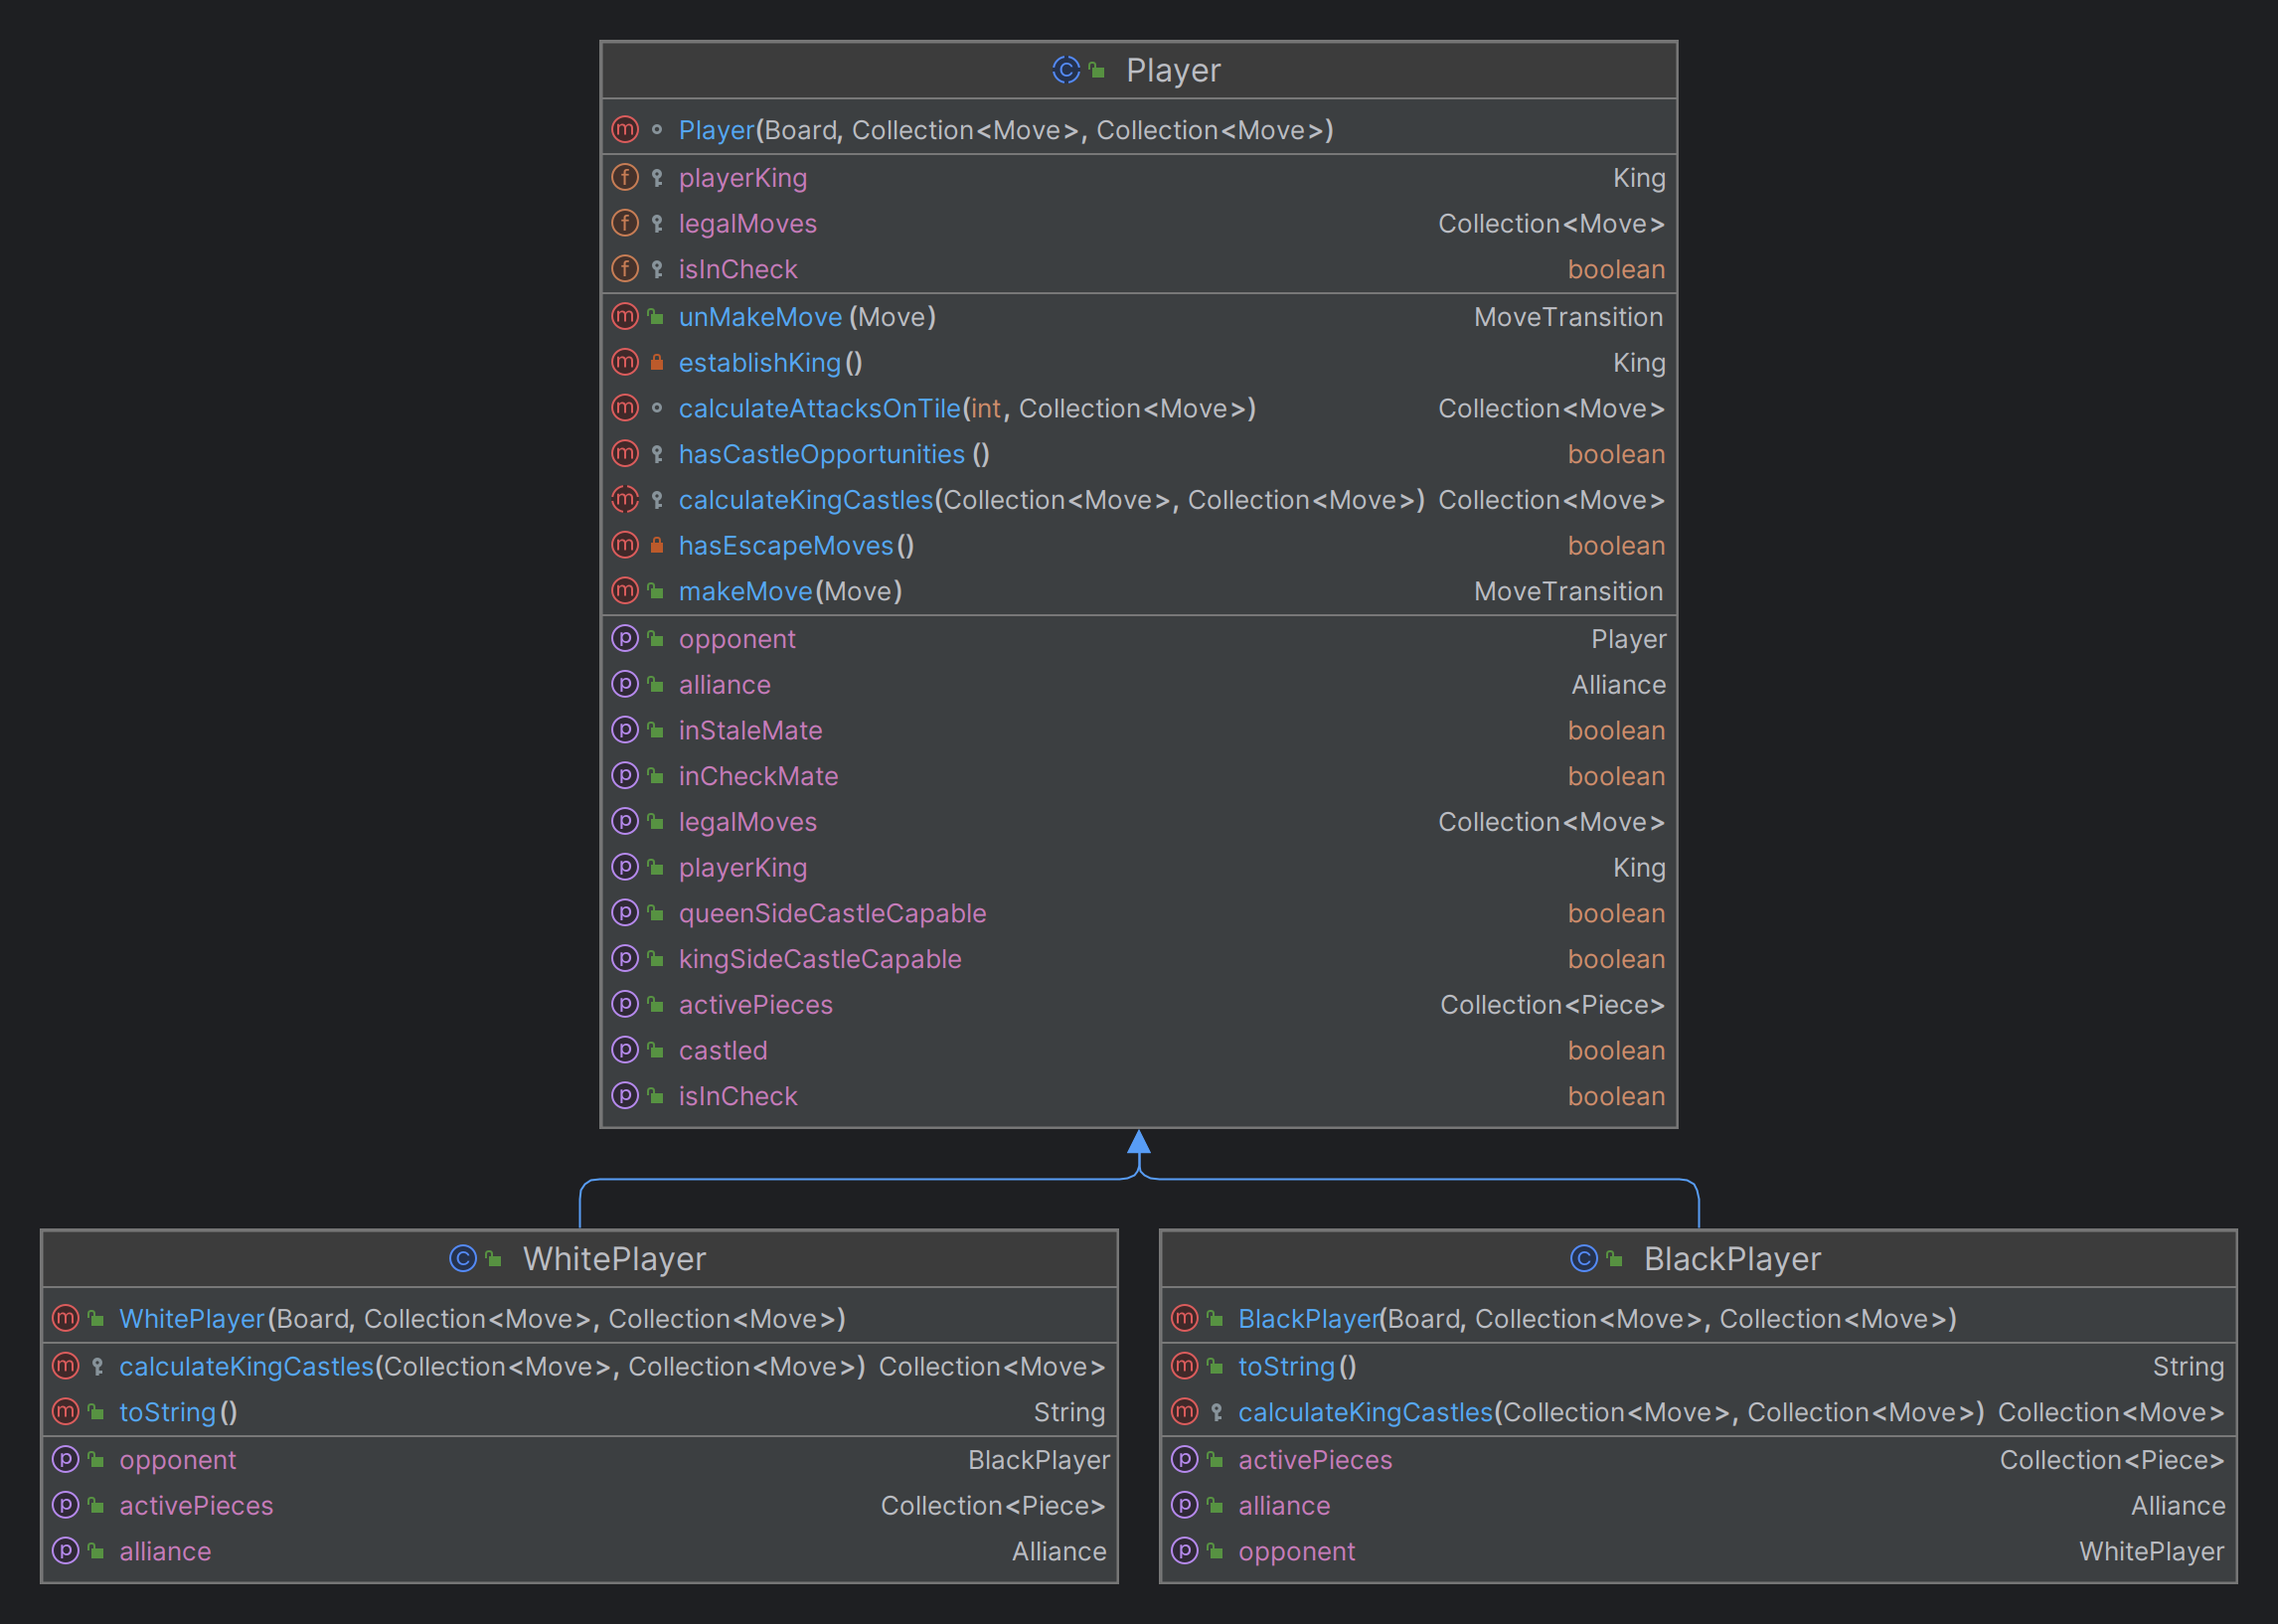 Player
Player(Board, Collection<Move>, Collection<Move>)
playerKing King
legalMoves Collection<Move>
isInCheck boolean
unMakeMove(Move) MoveTransition
establishKing() King
calculateAttacksOnTile(int, Collection<Move>) Collection<Move>
hasCastleOpportunities() boolean
calculateKingCastles(Collection<Move>, Collection<Move>) Collection<Move>
hasEscapeMoves() boolean
makeMove(Move) MoveTransition
opponent Player
alliance Alliance
inStaleMate boolean
inCheckMate boolean
legalMoves Collection<Move>
playerKing King
queenSideCastleCapable boolean
kingSideCastleCapable boolean
activePieces Collection<Piece>
castled boolean
isInCheck boolean
WhitePlayer
WhitePlayer(Board, Collection<Move>, Collection<Move>)
calculateKingCastles(Collection<Move>, Collection<Move>) Collection<Move>
toString() String
opponent BlackPlayer
activePieces Collection<Piece>
alliance Alliance
BlackPlayer
BlackPlayer(Board, Collection<Move>, Collection<Move>)
toString() String
calculateKingCastles(Collection<Move>, Collection<Move>) Collection<Move>
activePieces Collection<Piece>
alliance Alliance
opponent WhitePlayer